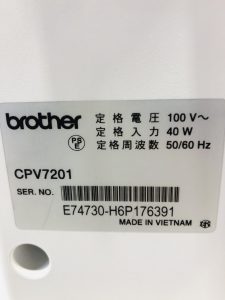 brother
PS E
定格電圧 100 V～
定格入力 40 W
定格周波数 50/60 Hz
CPV7201
SER. NO.
E74730-H6P176391
MADE IN VIETNAM